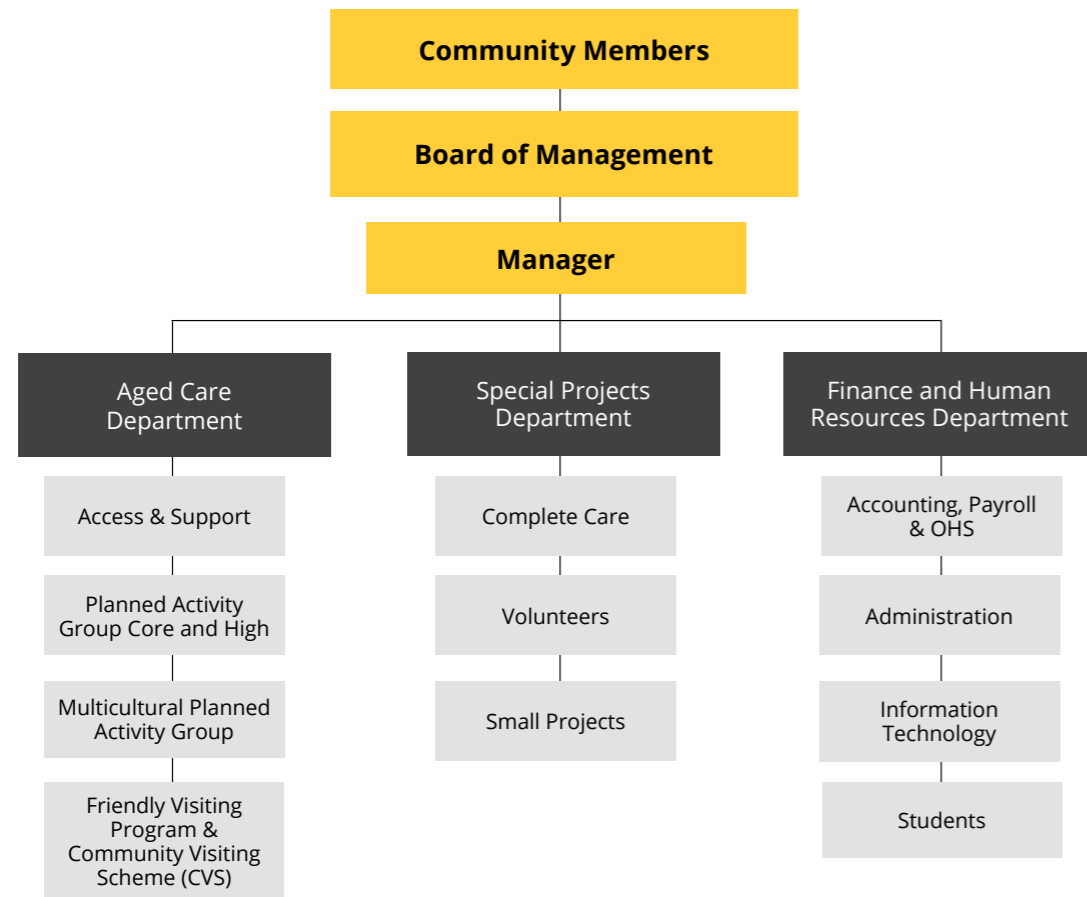 Community Members
Board of Management
Manager
Aged Care
Department
Access & Support
Planned Activity
Group Core and High
Multicultural Planned
Activity Group
Friendly Visiting
Program &
Community Visiting
Scheme (CVS)
Special Projects
Department
Complete Care
Volunteers
Small Projects
Finance and Human
Resources Department
Accounting, Payroll
& OHS
Administration
Information
Technology
Students